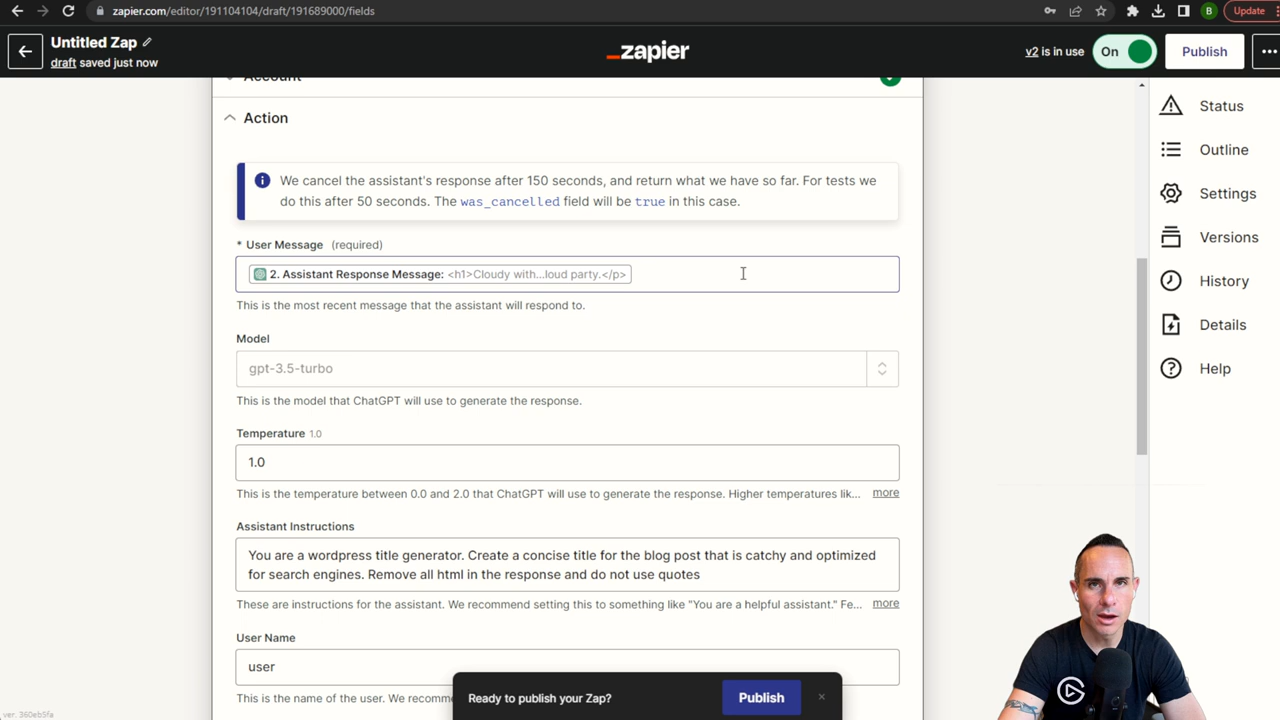 zapier.com/editor/191104104/draft/191689000/fields
B
Update
Untitled Zap
draft saved just now
_zapier
v2 is in use
On
Publish
Account
Action
We cancel the assistant's response after 150 seconds, and return what we have so far. For tests we
do this after 50 seconds. The was_cancelled field will be true in this case.
* User Message (required)
2. Assistant Response Message: <h1>Cloudy with...loud party.</p>
This is the most recent message that the assistant will respond to.
Model
gpt-3.5-turbo
This is the model that ChatGPT will use to generate the response.
Temperature 1.0
1.0
This is the temperature between 0.0 and 2.0 that ChatGPT will use to generate the response. Higher temperatures lik... more
Assistant Instructions
You are a wordpress title generator. Create a concise title for the blog post that is catchy and optimized
for search engines. Remove all html in the response and do not use quotes
These are instructions for the assistant. We recommend setting this to something like "You are a helpful assistant." Fe... more
User Name
user
This is the name of the user. We recomm
Ready to publish your Zap?
Publish
Status
Outline
Settings
Versions
History
Details
Help
ver. 360eb5fa